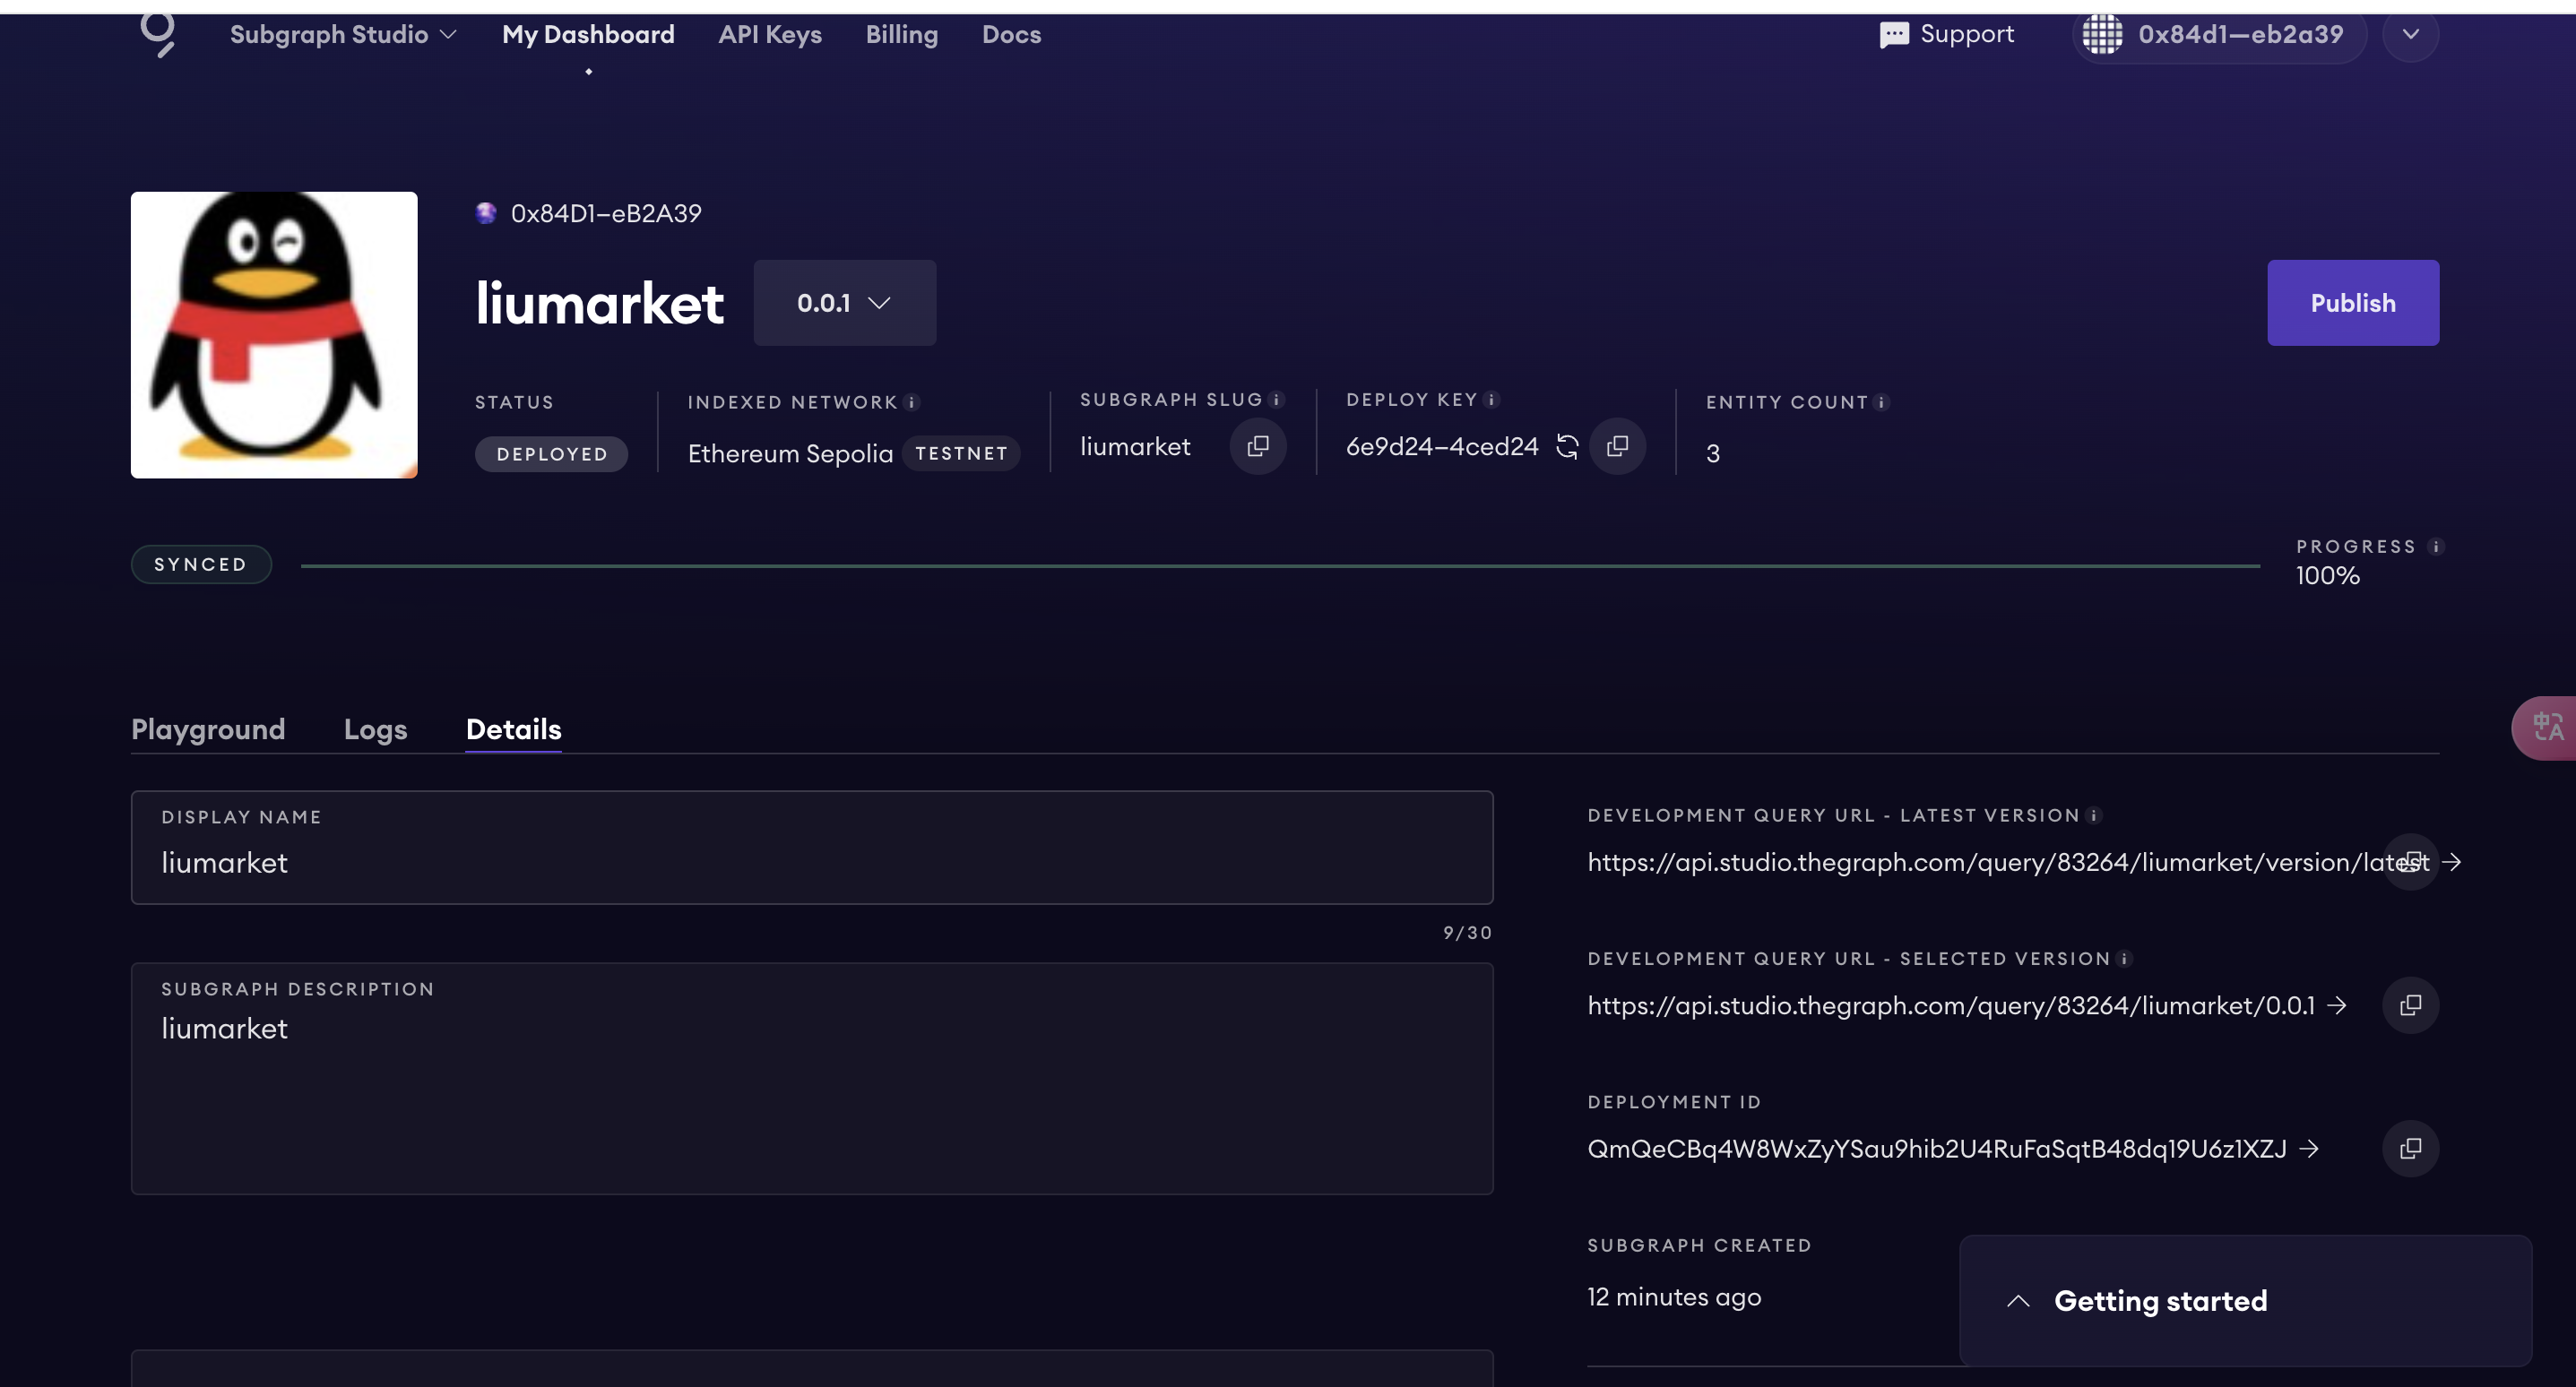 Subgraph Studio My Dashboard API Keys Billing Docs Support 0x84d1—eb2a39
0x84D1—eB2A39
liumarket 0.0.1 Publish
STATUS INDEXED NETWORK SUBGRAPH SLUG DEPLOY KEY ENTITY COUNT
DEPLOYED Ethereum Sepolia TESTNET liumarket 6e9d24—4ced24 3
SYNCED PROGRESS
100%
Playground Logs Details
DISPLAY NAME
liumarket
9/30
SUBGRAPH DESCRIPTION
liumarket
DEVELOPMENT QUERY URL - LATEST VERSION
https://api.studio.thegraph.com/query/83264/liumarket/version/latest →
DEVELOPMENT QUERY URL - SELECTED VERSION
https://api.studio.thegraph.com/query/83264/liumarket/0.0.1 →
DEPLOYMENT ID
QmQeCBq4W8WxZyYSau9hib2U4RuFaSqtB48dq19U6z1XZJ →
SUBGRAPH CREATED
12 minutes ago
Getting started
中 A